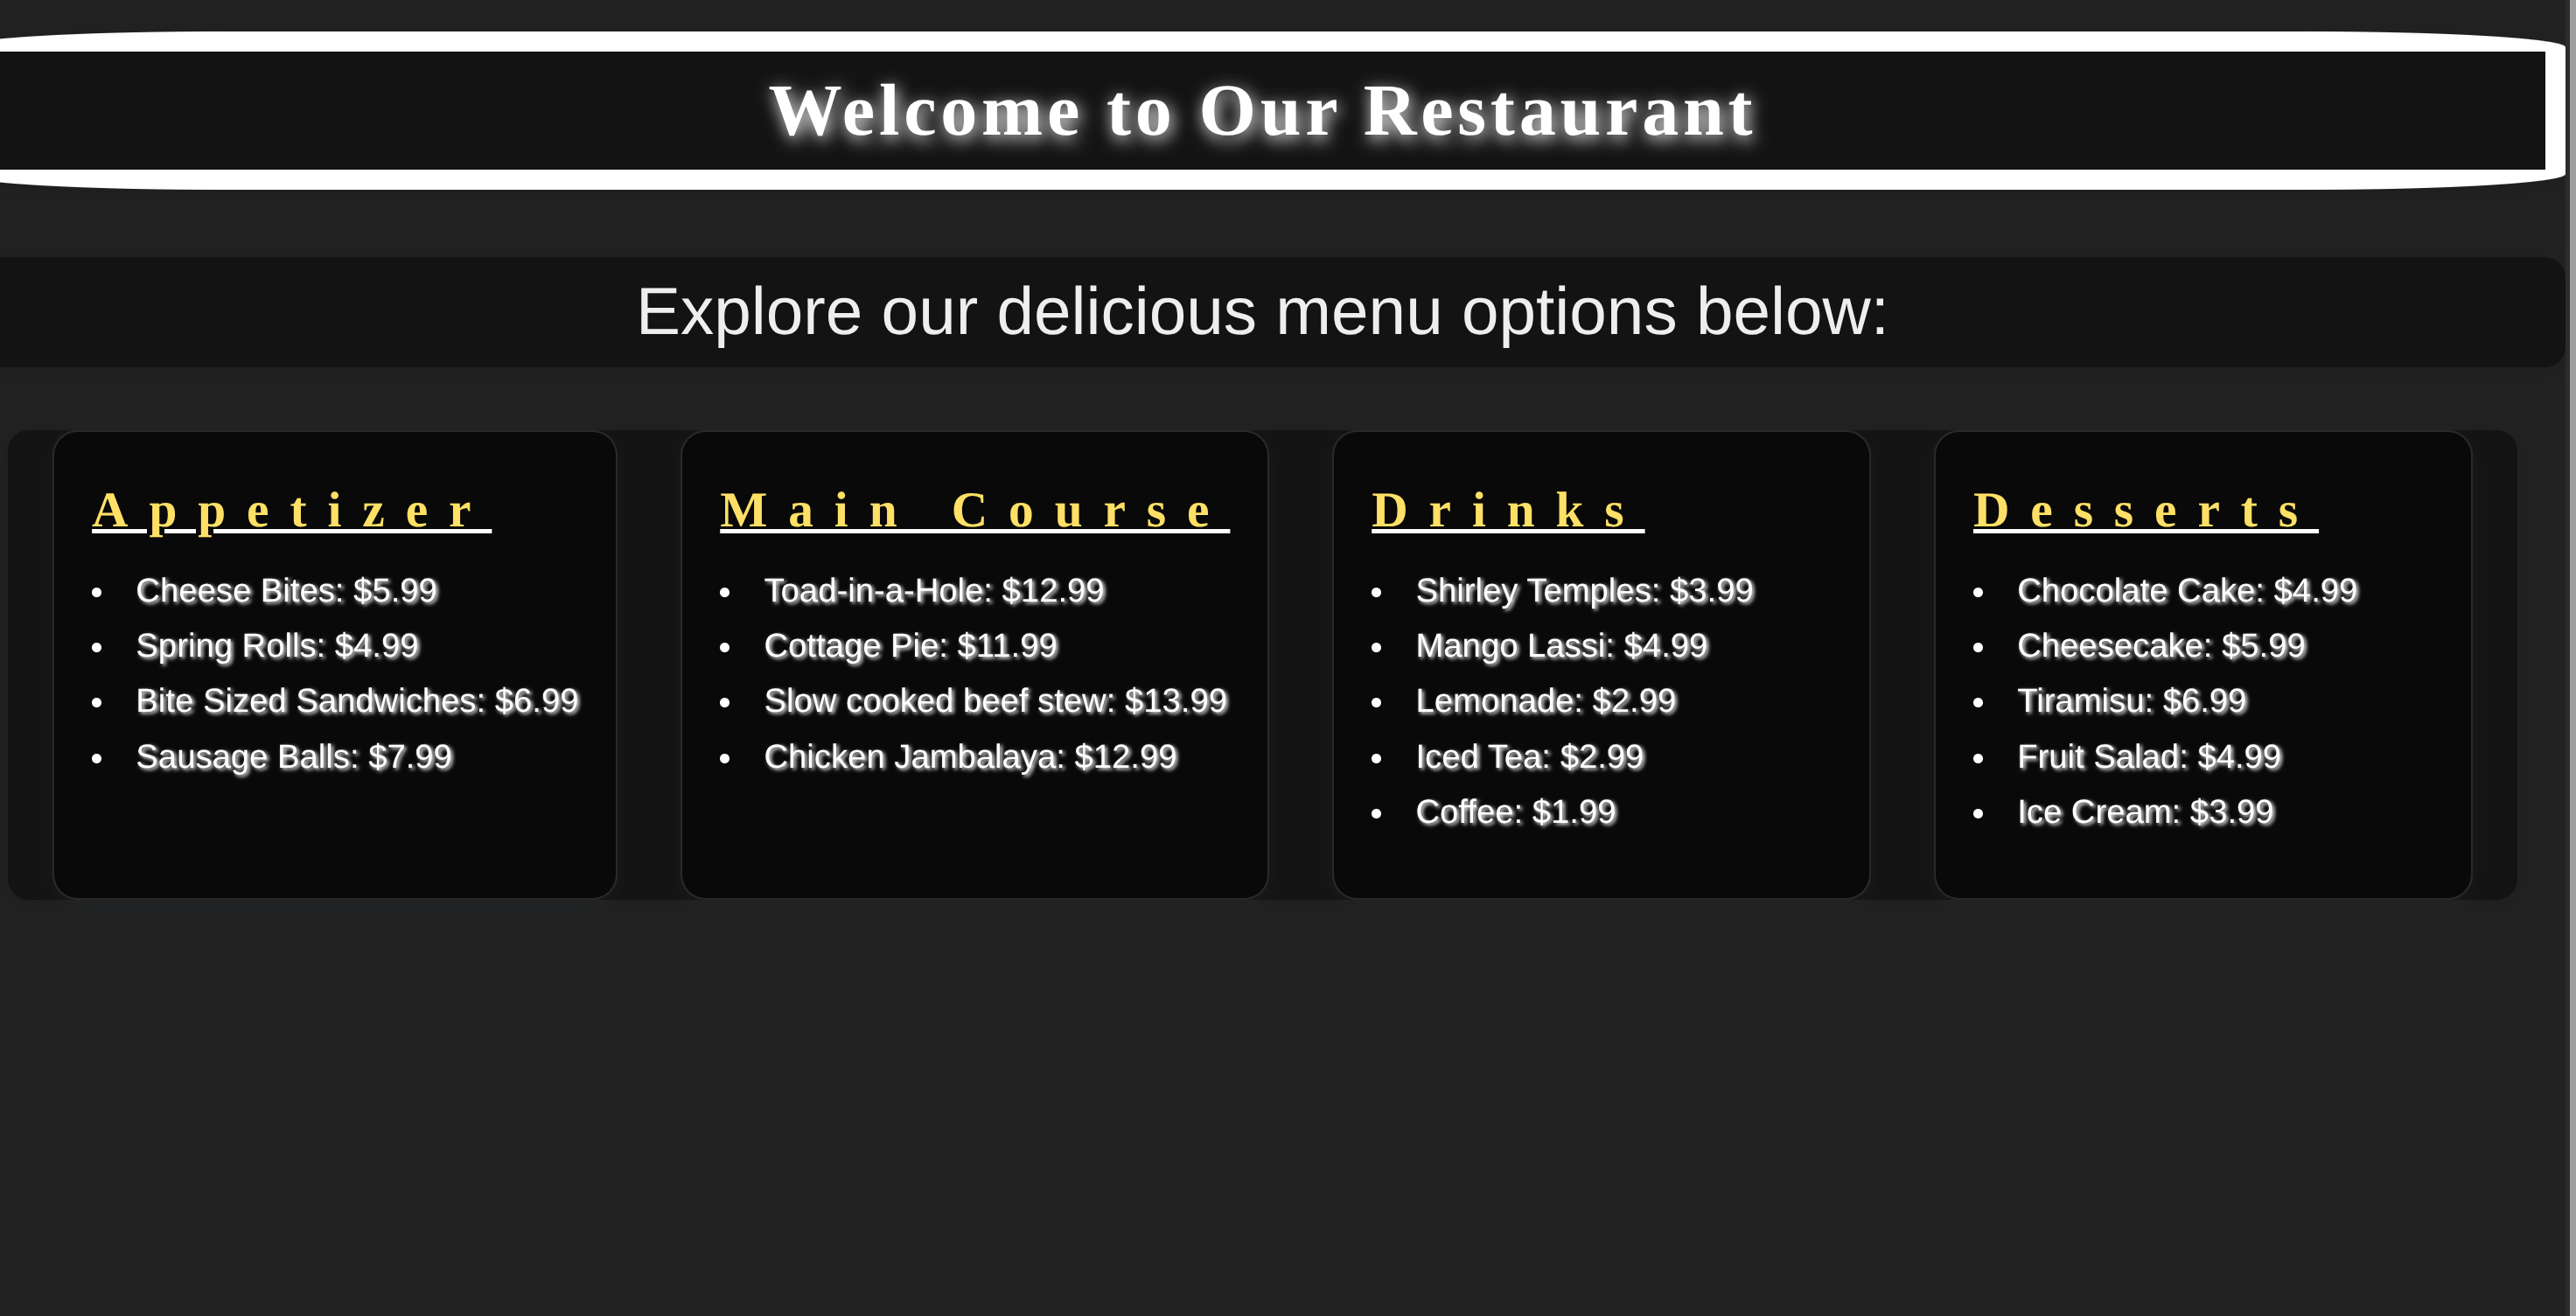 Welcome to Our Restaurant
Explore our delicious menu options below:
Appetizer
Cheese Bites: $5.99
Spring Rolls: $4.99
Bite Sized Sandwiches: $6.99
Sausage Balls: $7.99
Main Course
Toad-in-a-Hole: $12.99
Cottage Pie: $11.99
Slow cooked beef stew: $13.99
Chicken Jambalaya: $12.99
Drinks
Shirley Temples: $3.99
Mango Lassi: $4.99
Lemonade: $2.99
Iced Tea: $2.99
Coffee: $1.99
Desserts
Chocolate Cake: $4.99
Cheesecake: $5.99
Tiramisu: $6.99
Fruit Salad: $4.99
Ice Cream: $3.99